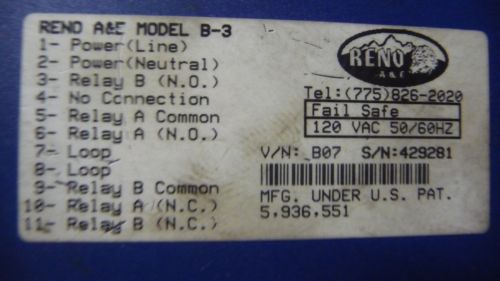 RENO A&E MODEL B-3
1- Power(Line)
2- Power(Neutral)
3- Relay B (N.O.)
4- No Connection
5- Relay A Common
6- Relay A (N.O.)
7- Loop
8- Loop
9- Relay B Common
10- Relay A (N.C.)
11- Relay B (N.C.)
RENO
A & E
Tel:(775)826-2020
Fail Safe
120 VAC 50/60HZ
V/N: B07 S/N:429281
MFG. UNDER U.S. PAT.
5,936,551